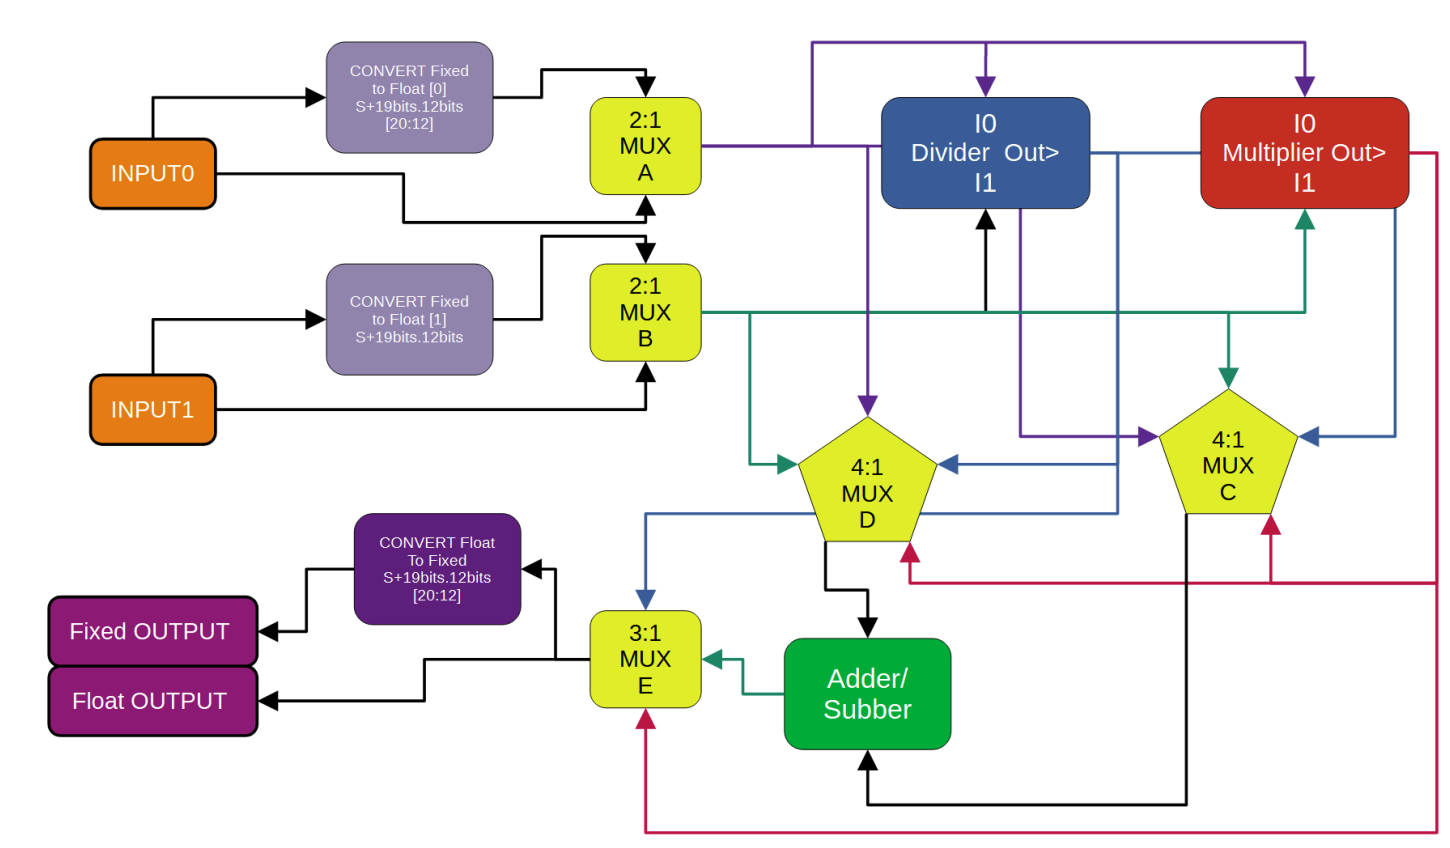 CONVERT Fixed
to Float [0]
S+19bits.12bits
[20:12]
INPUT0
2:1
MUX
A
I0
Divider Out>
I1
I0
Multiplier Out>
I1
CONVERT Fixed
to Float [1]
S+19bits.12bits
INPUT1
2:1
MUX
B
4:1
MUX
D
4:1
MUX
C
CONVERT Float
To Fixed
S+19bits.12bits
[20:12]
Fixed OUTPUT
Float OUTPUT
3:1
MUX
E
Adder/
Subber